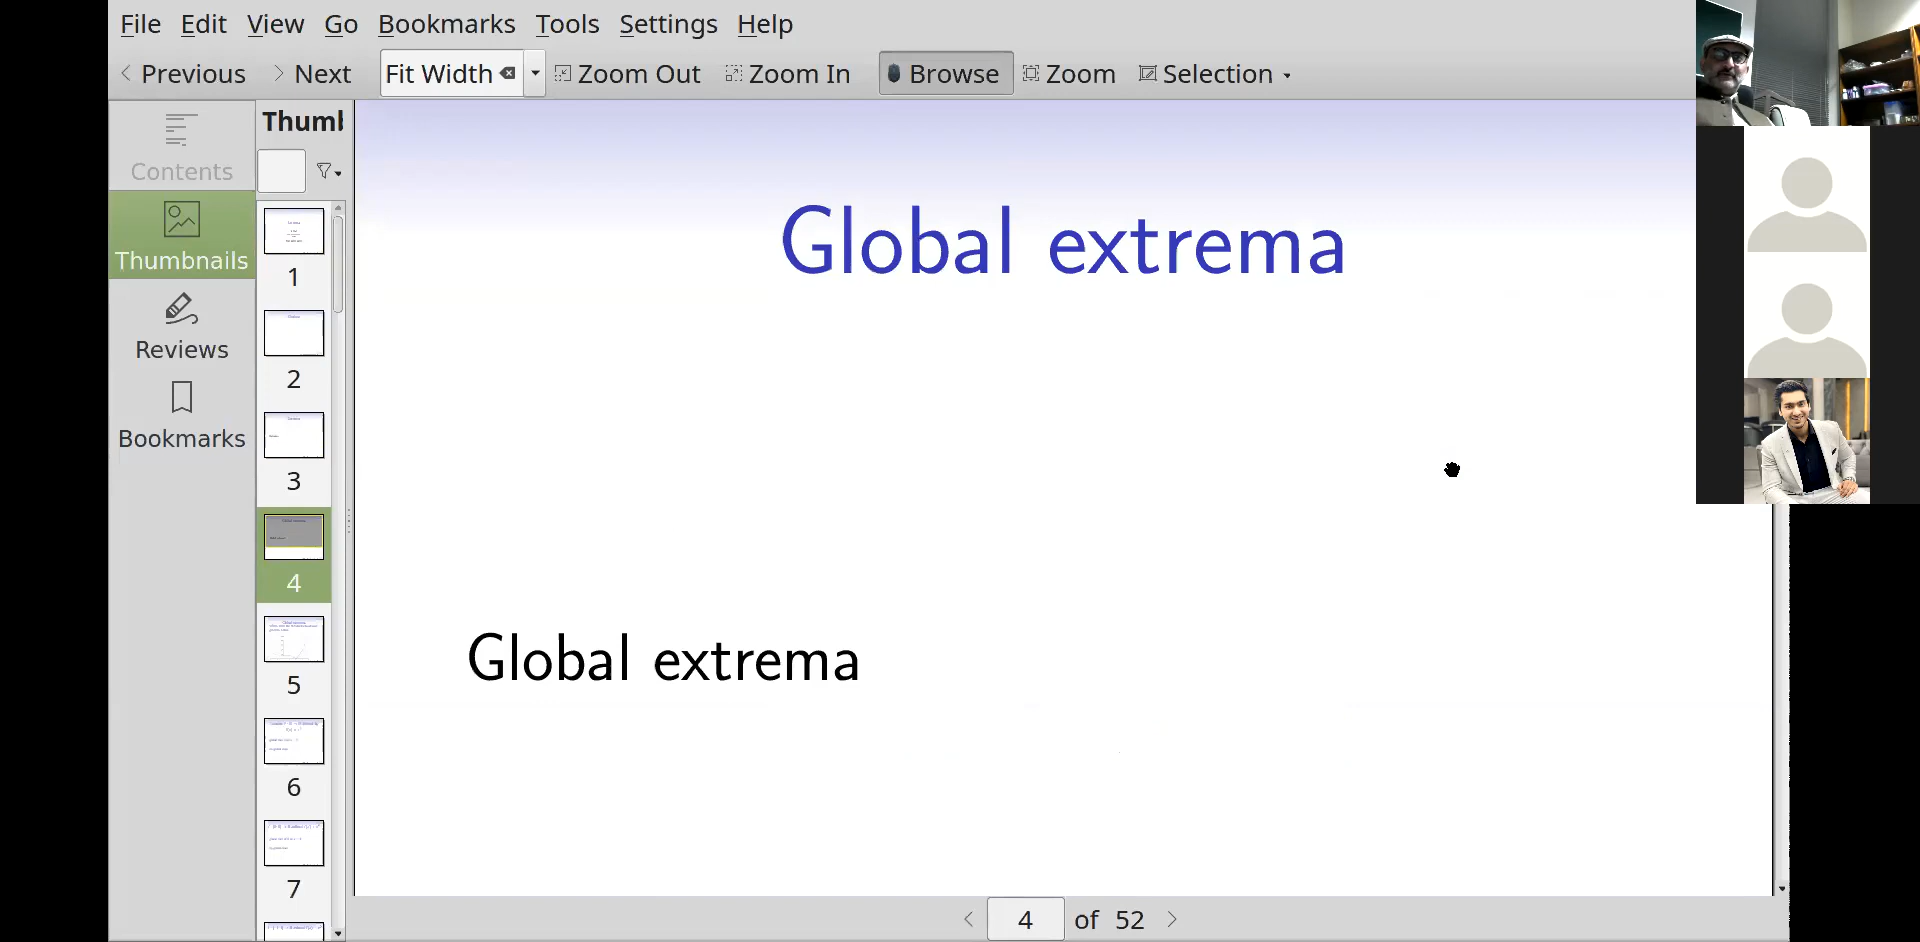 File Edit View Go Bookmarks Tools Settings Help
Previous Next Fit Width Zoom Out Zoom In Browse Zoom Selection
Contents
Thumbnails
Reviews
Bookmarks
Thumb
1
2
3
4
5
6
7
Global extrema
Global extrema
4 of 52